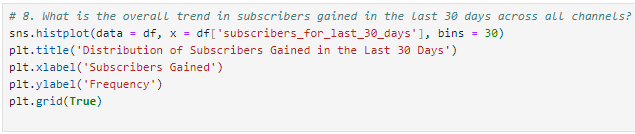 # 8. What is the overall trend in subscribers gained in the last 30 days across all channels?
sns.histplot(data = df, x = df['subscribers_for_last_30_days'], bins = 30)
plt.title('Distribution of Subscribers Gained in the Last 30 Days')
plt.xlabel('Subscribers Gained')
plt.ylabel('Frequency')
plt.grid(True)